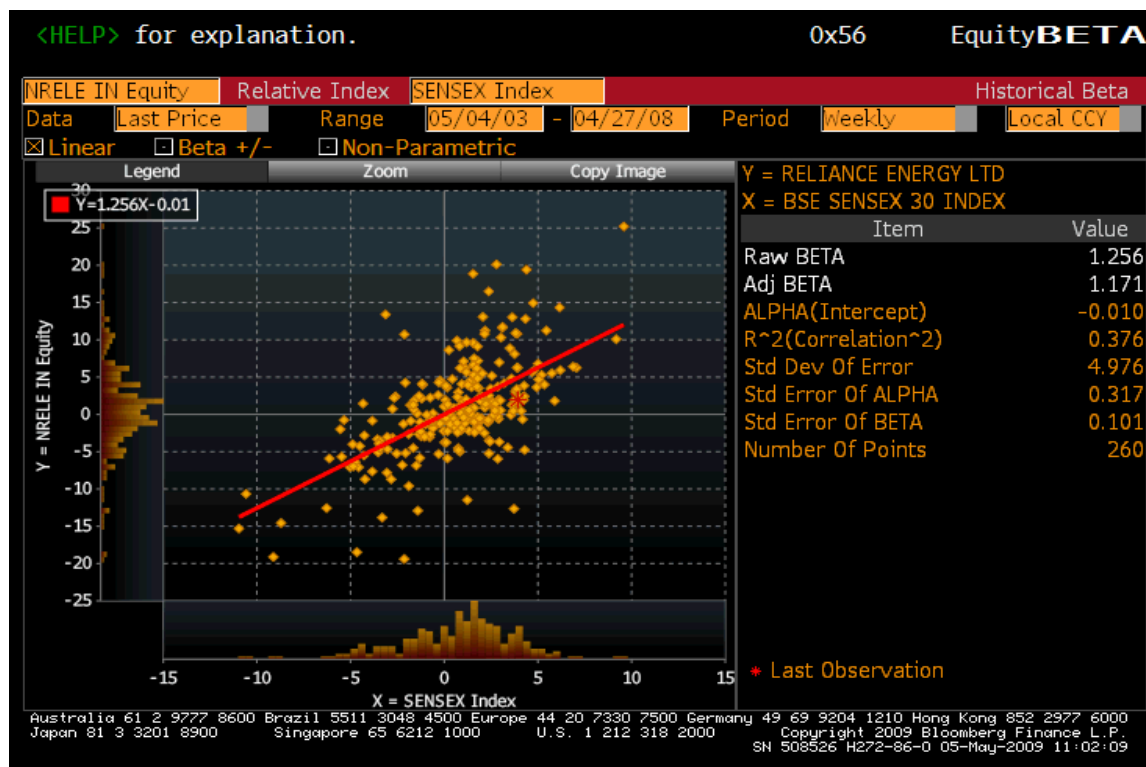 <HELP> for explanation. 0x56 EquityBETA
NRELE IN Equity Relative Index SENSEX Index Historical Beta
Data Last Price Range 05/04/03 - 04/27/08 Period Weekly Local CCY
Linear Beta +/- Non-Parametric
Legend Zoom Copy Image
Y = RELIANCE ENERGY LTD
X = BSE SENSEX 30 INDEX
Item Value
Raw BETA 1.256
Adj BETA 1.171
ALPHA(Intercept) -0.010
R^2(Correlation^2) 0.376
Std Dev Of Error 4.976
Std Error Of ALPHA 0.317
Std Error Of BETA 0.101
Number Of Points 260
* Last Observation
Y=1.256X-0.01
30
25
20
15
10
5
0
-5
-10
-15
-20
-25
Y = NRELE IN Equity
-15 -10 -5 0 5 10 15
X = SENSEX Index
Australia 61 2 9777 8600 Brazil 5511 3048 4500 Europe 44 20 7330 7500 Germany 49 69 9204 1210 Hong Kong 852 2977 6000
Japan 81 3 3201 8900 Singapore 65 6212 1000 U.S. 1 212 318 2000 Copyright 2009 Bloomberg Finance L.P.
SN 508526 H272-86-0 05-May-2009 11:02:09